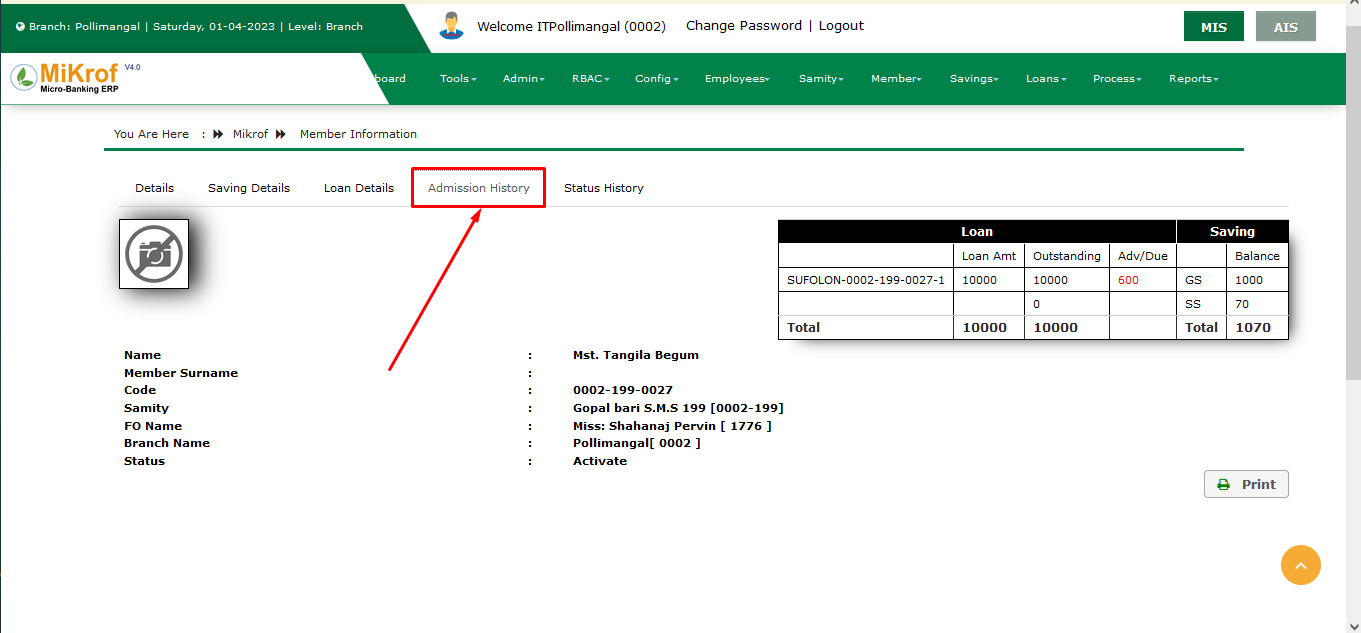 Branch: Pollimangal | Saturday, 01-04-2023 | Level: Branch
Welcome ITPollimangal (0002) Change Password | Logout
MIS AIS
MiKrof V4.0
Micro-Banking ERP
board Tools Admin RBAC Config Employees Samity Member Savings Loans Process Reports
You Are Here : Mikrof Member Information
Details Saving Details Loan Details Admission History Status History
Loan Saving
Loan Amt Outstanding Adv/Due Balance
SUFOLON-0002-199-0027-1 10000 10000 600 GS 1000
0 SS 70
Total 10000 10000 Total 1070
Name : Mst. Tangila Begum
Member Surname :
Code : 0002-199-0027
Samity : Gopal bari S.M.S 199 [0002-199]
FO Name : Miss: Shahanaj Pervin [ 1776 ]
Branch Name : Pollimangal[ 0002 ]
Status : Activate
Print